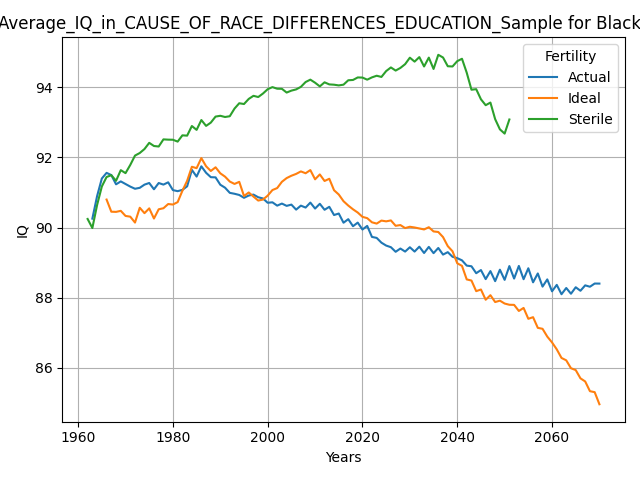 Average_IQ_in_CAUSE_OF_RACE_DIFFERENCES_EDUCATION_Sample for Black
Fertility
Actual
Ideal
Sterile
94
92
90
88
86
IQ
1960
1980
2000
2020
2040
2060
Years